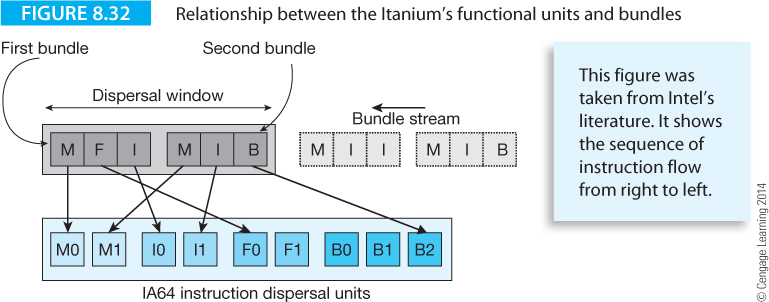 FIGURE 8.32 Relationship between the Itanium's functional units and bundles
First bundle
Second bundle
Dispersal window
Bundle stream
M F I M I B M I I M I B
M0 M1 I0 I1 F0 F1 B0 B1 B2
IA64 instruction dispersal units
This figure was
taken from Intel's
literature. It shows
the sequence of
instruction flow
from right to left.
© Cengage Learning 2014